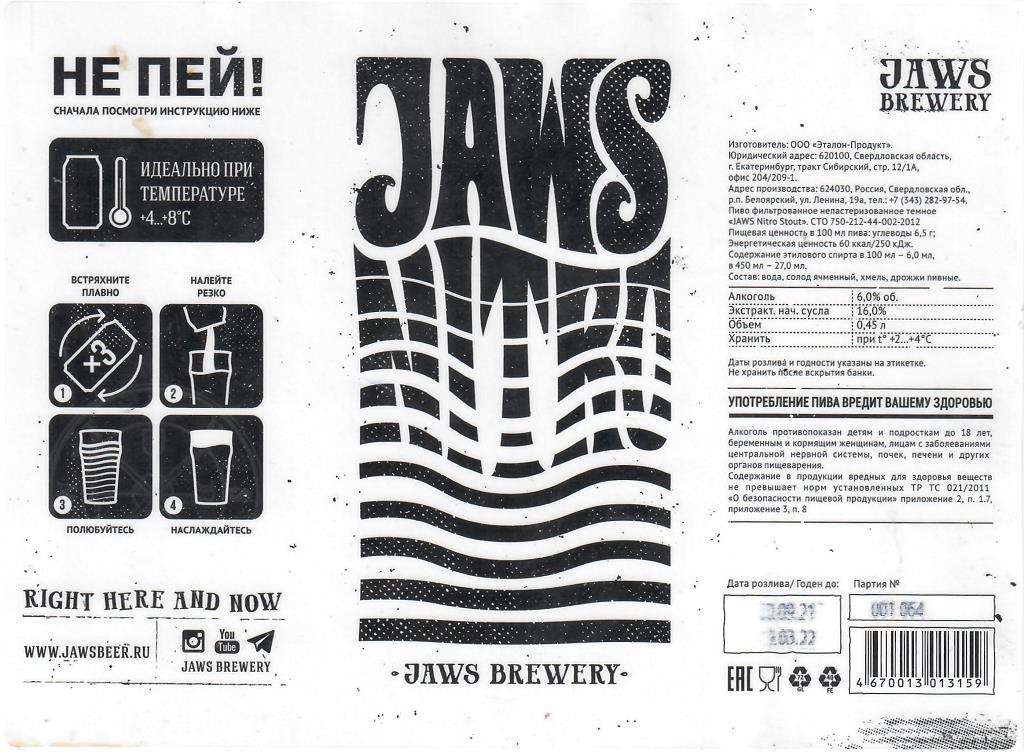 НЕ ПЕЙ!
СНАЧАЛА ПОСМОТРИ ИНСТРУКЦИЮ НИЖЕ
ИДЕАЛЬНО ПРИ
ТЕМПЕРАТУРЕ
+4...+8°C
ВСТРЯХНИТЕ
ПЛАВНО
НАЛЕЙТЕ
РЕЗКО
×3
1
2
3
4
ПОЛЮБУЙТЕСЬ
НАСЛАЖДАЙТЕСЬ
RIGHT HERE AND NOW
WWW.JAWSBEER.RU
You
Tube
JAWS BREWERY
JAWS
NITRO
·JAWS BREWERY·
JAWS
BREWERY
Изготовитель: ООО «Эталон-Продукт».
Юридический адрес: 620100, Свердловская область,
г. Екатеринбург, тракт Сибирский, стр. 12/1А,
офис 204/209-1.
Адрес производства: 624030, Россия, Свердловская обл.,
р.п. Белоярский, ул. Ленина, 19а, тел.: +7 (343) 282-97-54.
Пиво фильтрованное непастеризованное темное
«JAWS Nitro Stout». СТО 750-212-44-002-2012
Пищевая ценность в 100 мл пива: углеводы 6,5 г;
Энергетическая ценность 60 ккал/250 кДж.
Содержание этилового спирта в 100 мл – 6,0 мл,
в 450 мл – 27,0 мл.
Состав: вода, солод ячменный, хмель, дрожжи пивные.
Алкоголь 6,0% об.
Экстракт. нач. сусла 16,0%
Объем 0,45 л
Хранить при t° +2...+4°C
Даты розлива и годности указаны на этикетке.
Не хранить после вскрытия банки.
УПОТРЕБЛЕНИЕ ПИВА ВРЕДИТ ВАШЕМУ ЗДОРОВЬЮ
Алкоголь противопоказан детям и подросткам до 18 лет,
беременным и кормящим женщинам, лицам с заболеваниями
центральной нервной системы, почек, печени и других
органов пищеварения.
Содержание в продукции вредных для здоровья веществ
не превышает норм установленных ТР ТС 021/2011
«О безопасности пищевой продукции» приложение 2, п. 1.7,
приложение 3, п. 8
Дата розлива/ Годен до: Партия №
001 064
EAC
72
GL
40
FE
4 670013 013159